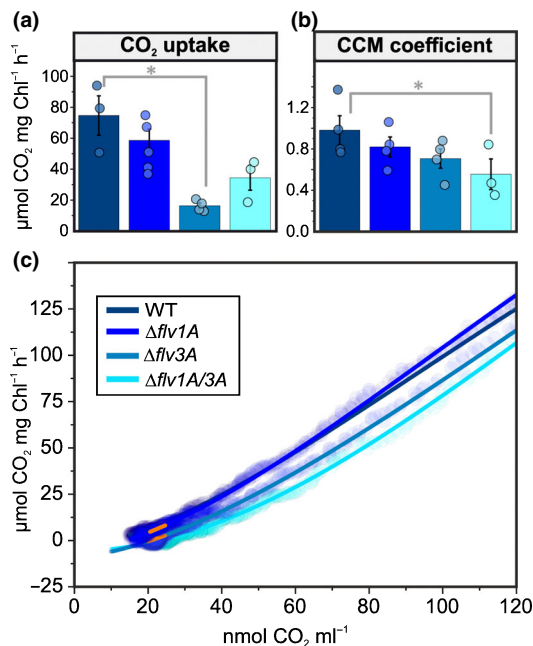 (a)
(b)
CO₂ uptake
CCM coefficient
μmol CO₂ mg Chl⁻¹ h⁻¹
100
80
60
40
20
0
*
1.2
0.8
0.4
0.0
*
(c)
μmol CO₂ mg Chl⁻¹ h⁻¹
125
100
75
50
25
0
−25
WT
Δflv1A
Δflv3A
Δflv1A/3A
0 20 40 60 80 100 120
nmol CO₂ ml⁻¹